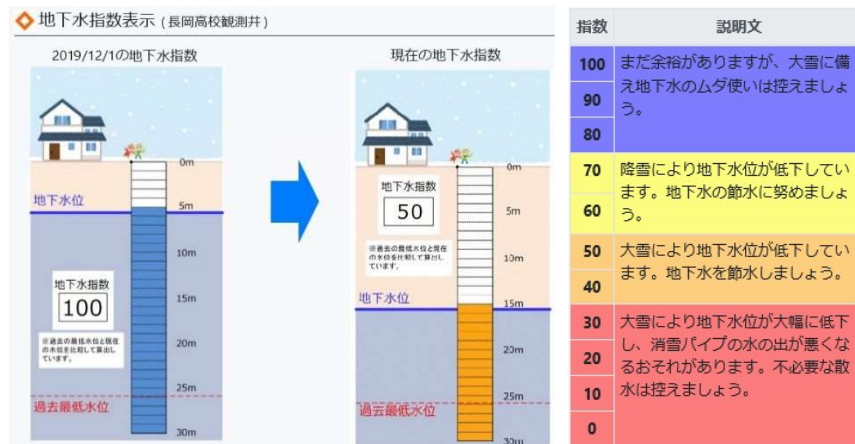 地下水指数表示 (長岡高校観測井)
2019/12/1の地下水指数
0m
地下水位
5m
10m
地下水指数
100
15m
※過去の最低水位と現在
の水位を比較して算出し
ています。
20m
25m
過去最低水位
30m
現在の地下水指数
0m
地下水指数
50
5m
※過去の最低水位と現在
の水位を比較して算出し
ています。
10m
地下水位
15m
20m
25m
過去最低水位
30m
指数 説明文
100 まだ余裕がありますが、大雪に備
え地下水のムダ使いは控えましょ
90
う。
80
70 降雪により地下水位が低下してい
ます。地下水の節水に努めましょ
60
う。
50 大雪により地下水位が低下してい
ます。地下水を節水しましょう。
40
30 大雪により地下水位が大幅に低下
し、消雪パイプの水の出が悪くな
20
るおそれがあります。不必要な散
10
水は控えましょう。
0